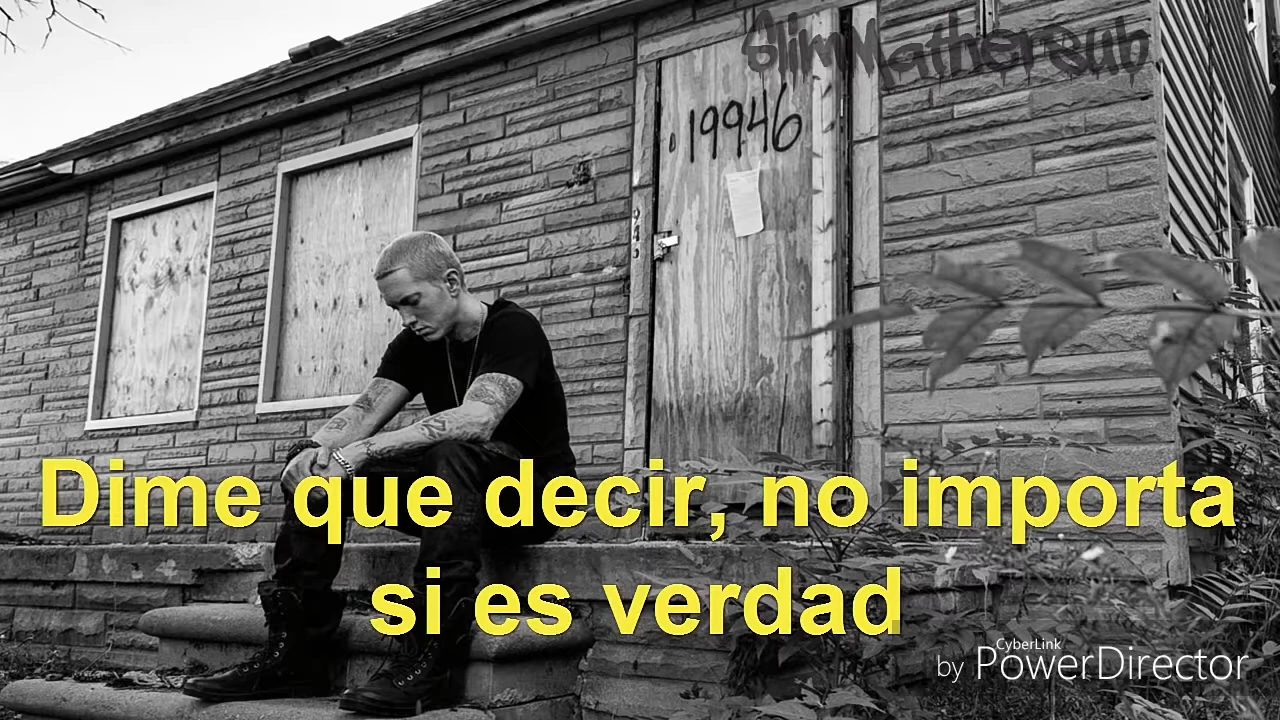 SlimMathersub
19946
Dime que decir, no importa
si es verdad
CyberLink
by PowerDirector